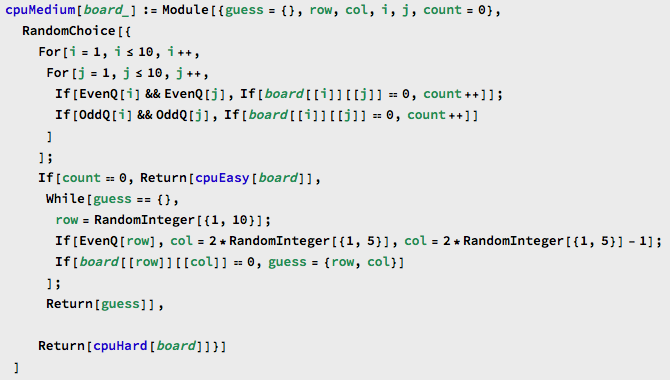 cpuMedium[board_] := Module[{guess = {}, row, col, i, j, count = 0},
RandomChoice[{
For[i = 1, i ≤ 10, i++,
For[j = 1, j ≤ 10, j++,
If[EvenQ[i] && EvenQ[j], If[board[[i]][[j]] == 0, count++]];
If[OddQ[i] && OddQ[j], If[board[[i]][[j]] == 0, count++]]
]
];
If[count == 0, Return[cpuEasy[board]],
While[guess == {},
row = RandomInteger[{1, 10}];
If[EvenQ[row], col = 2*RandomInteger[{1, 5}], col = 2*RandomInteger[{1, 5}] - 1];
If[board[[row]][[col]] == 0, guess = {row, col}]
];
Return[guess]],
Return[cpuHard[board]]}]
]